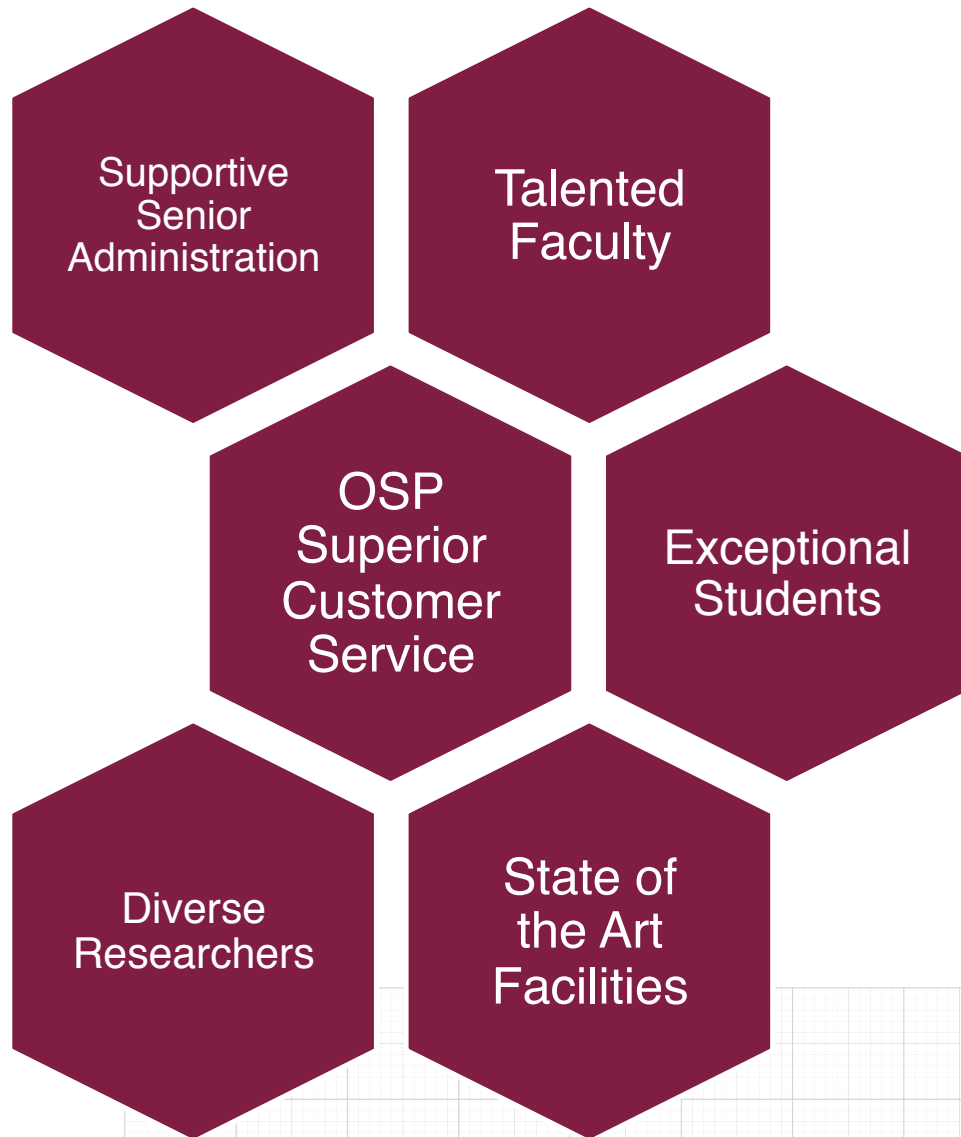 Supportive
Senior
Administration
Talented
Faculty
OSP
Superior
Customer
Service
Exceptional
Students
Diverse
Researchers
State of
the Art
Facilities